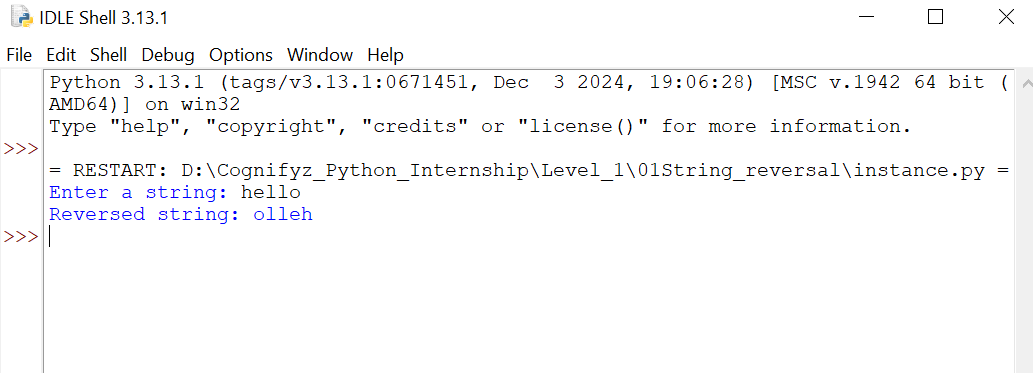 IDLE Shell 3.13.1
File Edit Shell Debug Options Window Help
Python 3.13.1 (tags/v3.13.1:0671451, Dec  3 2024, 19:06:28) [MSC v.1942 64 bit (
AMD64)] on win32
Type "help", "copyright", "credits" or "license()" for more information.
>>>
= RESTART: D:\Cognifyz_Python_Internship\Level_1\01String_reversal\instance.py =
Enter a string: hello
Reversed string: olleh
>>>